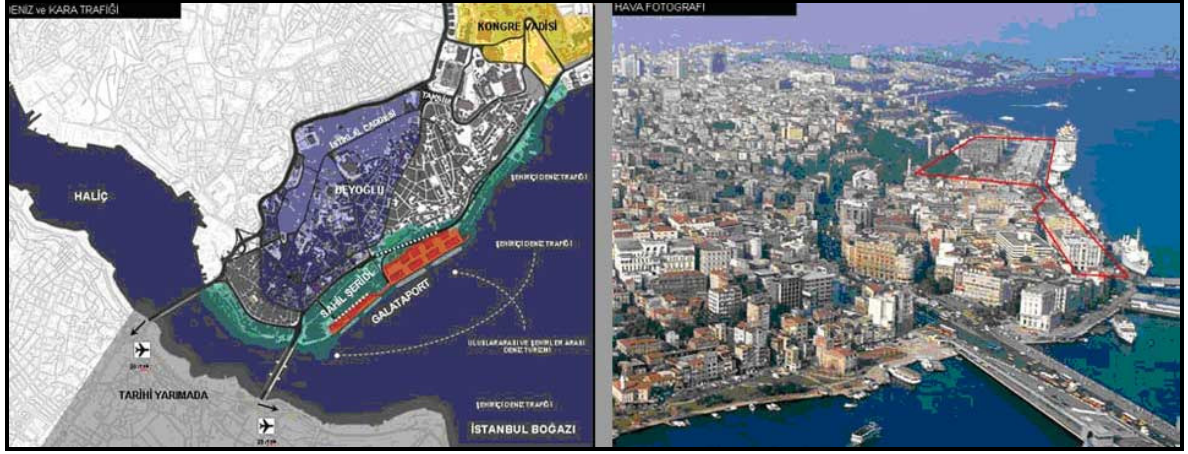 DENİZ ve KARA TRAFİĞİ
KONGRE VADİSİ
TAKSİM
İSTİKLAL CADDESİ
BEYOĞLU
HALİÇ
ŞEHİRİÇİ DENİZ TRAFİĞİ
ŞEHİRİÇİ DENİZ TRAFİĞİ
SAHİL ŞERİDİ
GALATAPORT
ULUSLARARASI VE ŞEHİRLER ARASI
DENİZ TURİZMİ
TARİHİ YARIMADA
ŞEHİRİÇİ DENİZ TRAFİĞİ
İSTANBUL BOĞAZI
HAVA FOTOGRAFI